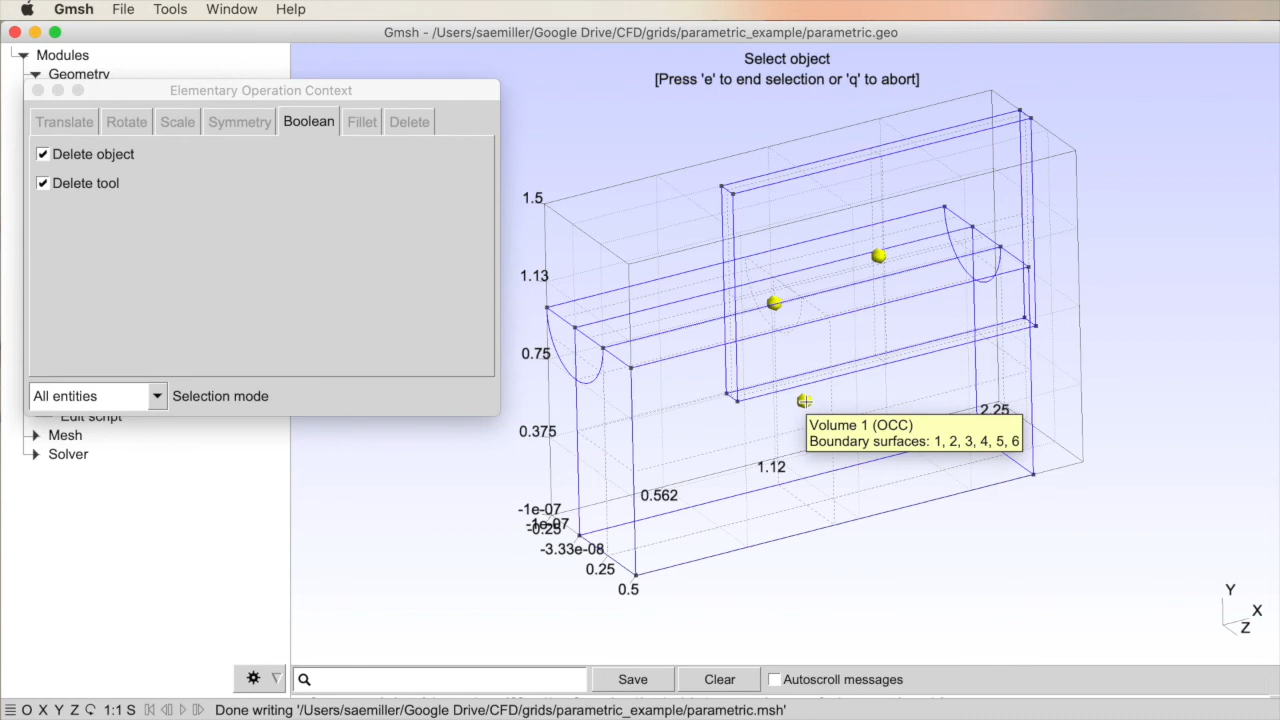 Gmsh File Tools Window Help
Gmsh - /Users/saemiller/Google Drive/CFD/grids/parametric_example/parametric.geo
Modules
Geometry
Elementary Operation Context
Translate Rotate Scale Symmetry Boolean Fillet Delete
Delete object
Delete tool
All entities Selection mode
Edit script
Mesh
Solver
Select object
[Press 'e' to end selection or 'q' to abort]
1.5
1.13
0.75
0.375
-1e-07
-1e-07
-0.25
-3.33e-08
0.25
0.5
0.562
1.12
2.25
Volume 1 (OCC)
Boundary surfaces: 1, 2, 3, 4, 5, 6
Y
X
Z
Save Clear Autoscroll messages
O X Y Z 1:1 S Done writing '/Users/saemiller/Google Drive/CFD/grids/parametric_example/parametric.msh'